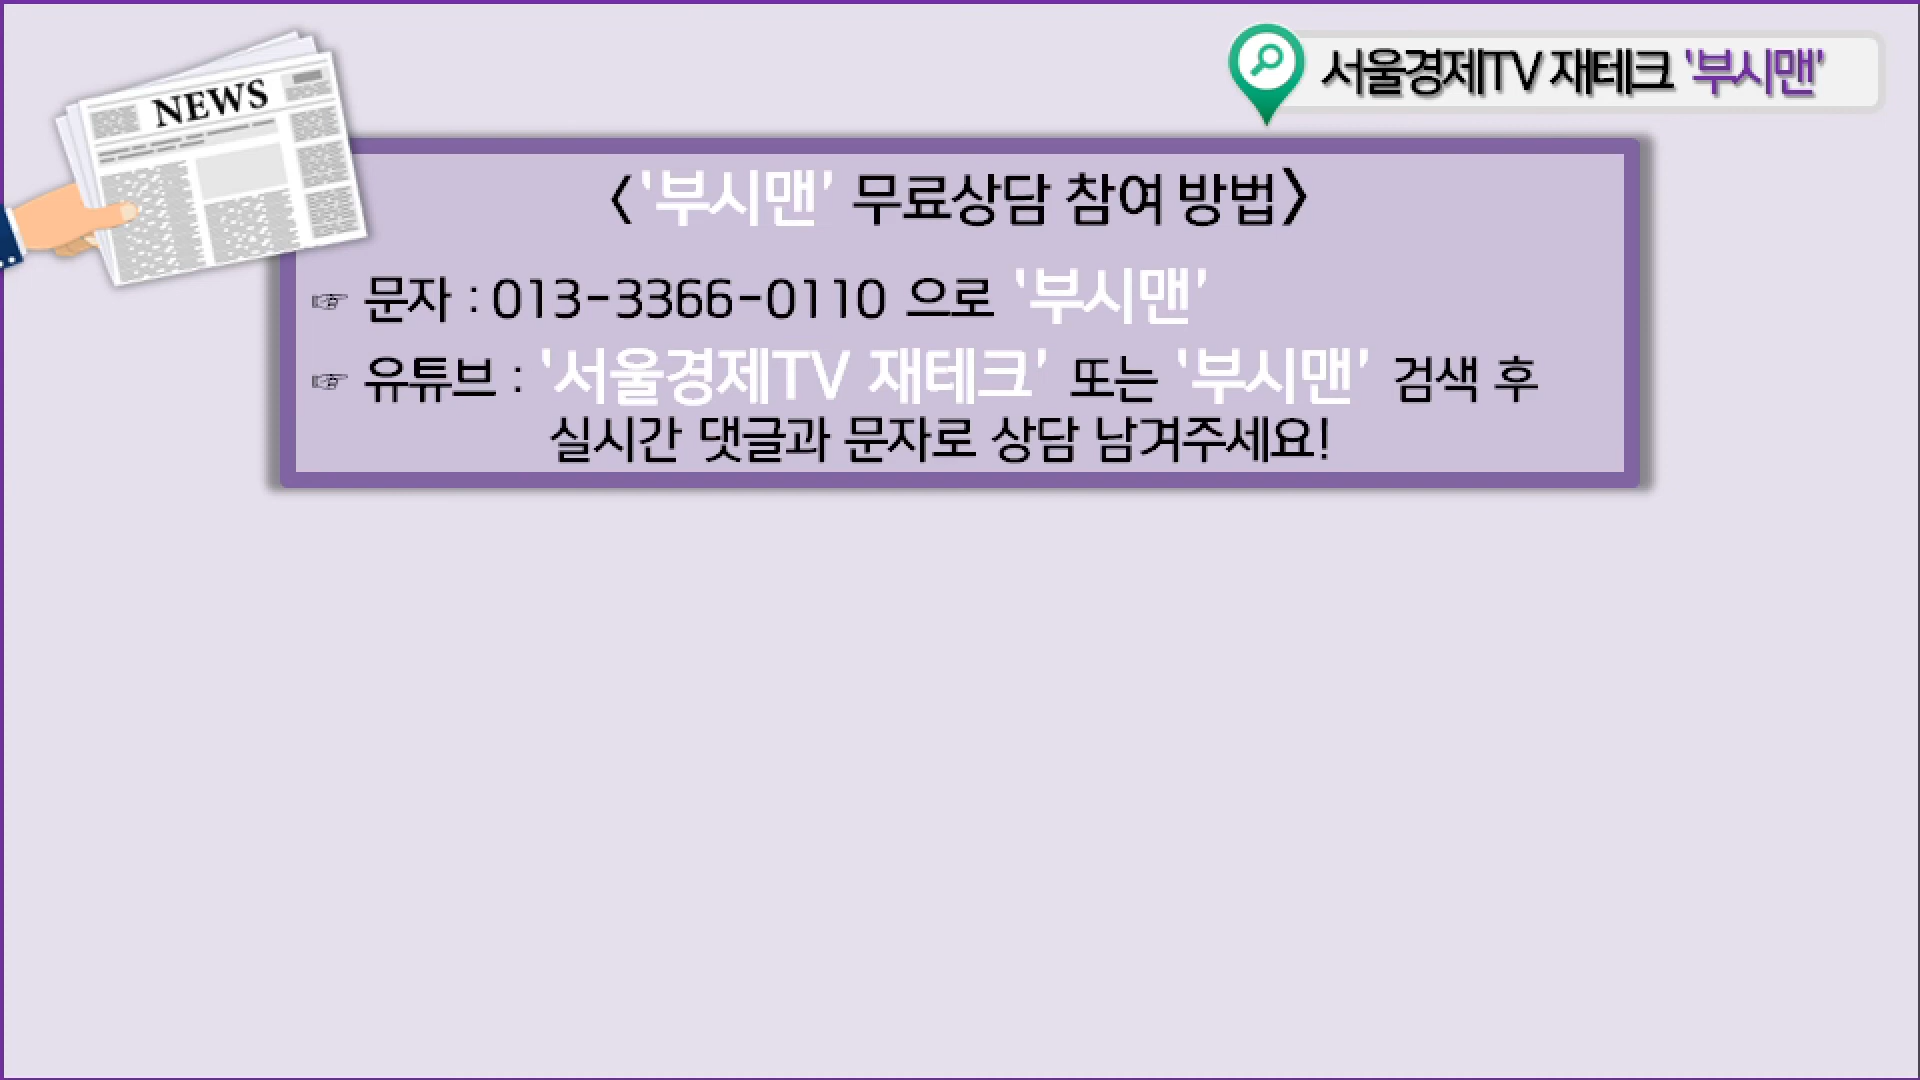 NEWS
서울경제TV 재테크 '부시맨'
<'부시맨' 무료상담 참여 방법>
☞ 문자 : 013-3366-0110 으로 '부시맨'
☞ 유튜브 : '서울경제TV 재테크' 또는 '부시맨' 검색 후
실시간 댓글과 문자로 상담 남겨주세요!